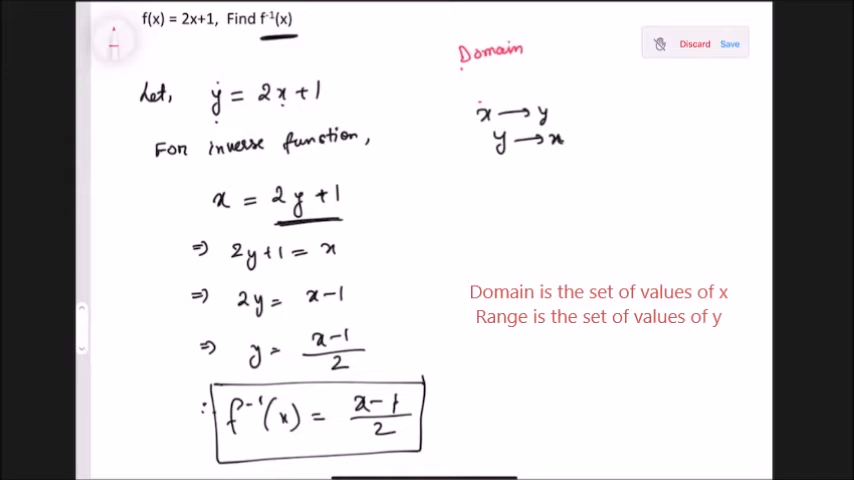 f(x) = 2x+1, Find f⁻¹(x)
Discard Save
Domain
Let, y = 2x+1
x → y
y → x
For inverse function,
x = 2y+1
⇒ 2y+1 = x
⇒ 2y = x-1
Domain is the set of values of x
Range is the set of values of y
⇒ y = (x-1)/2
∴ f⁻¹(x) = (x-1)/2